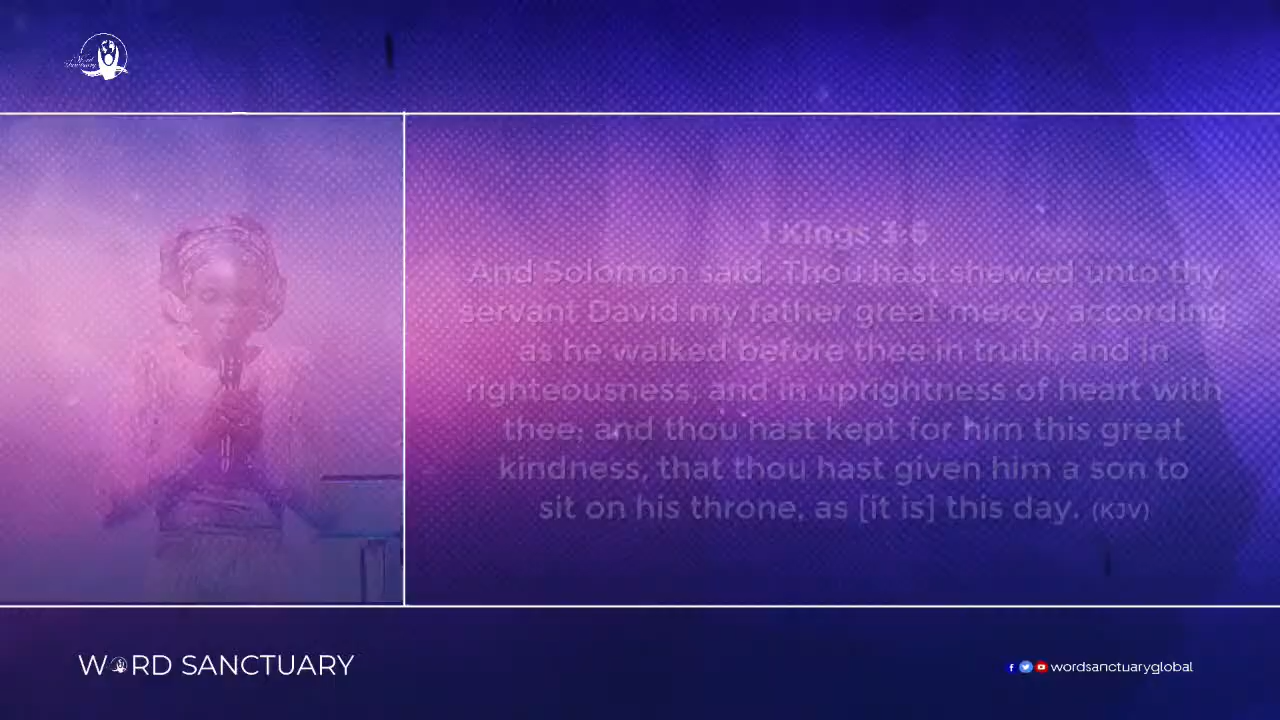 1 Kings 3:6
And Solomon said, Thou hast shewed unto thy
servant David my father great mercy, according
as he walked before thee in truth, and in
righteousness, and in uprightness of heart with
thee; and thou hast kept for him this great
kindness, that thou hast given him a son to
sit on his throne, as [it is] this day. (KJV)
WORD SANCTUARY
wordsanctuaryglobal